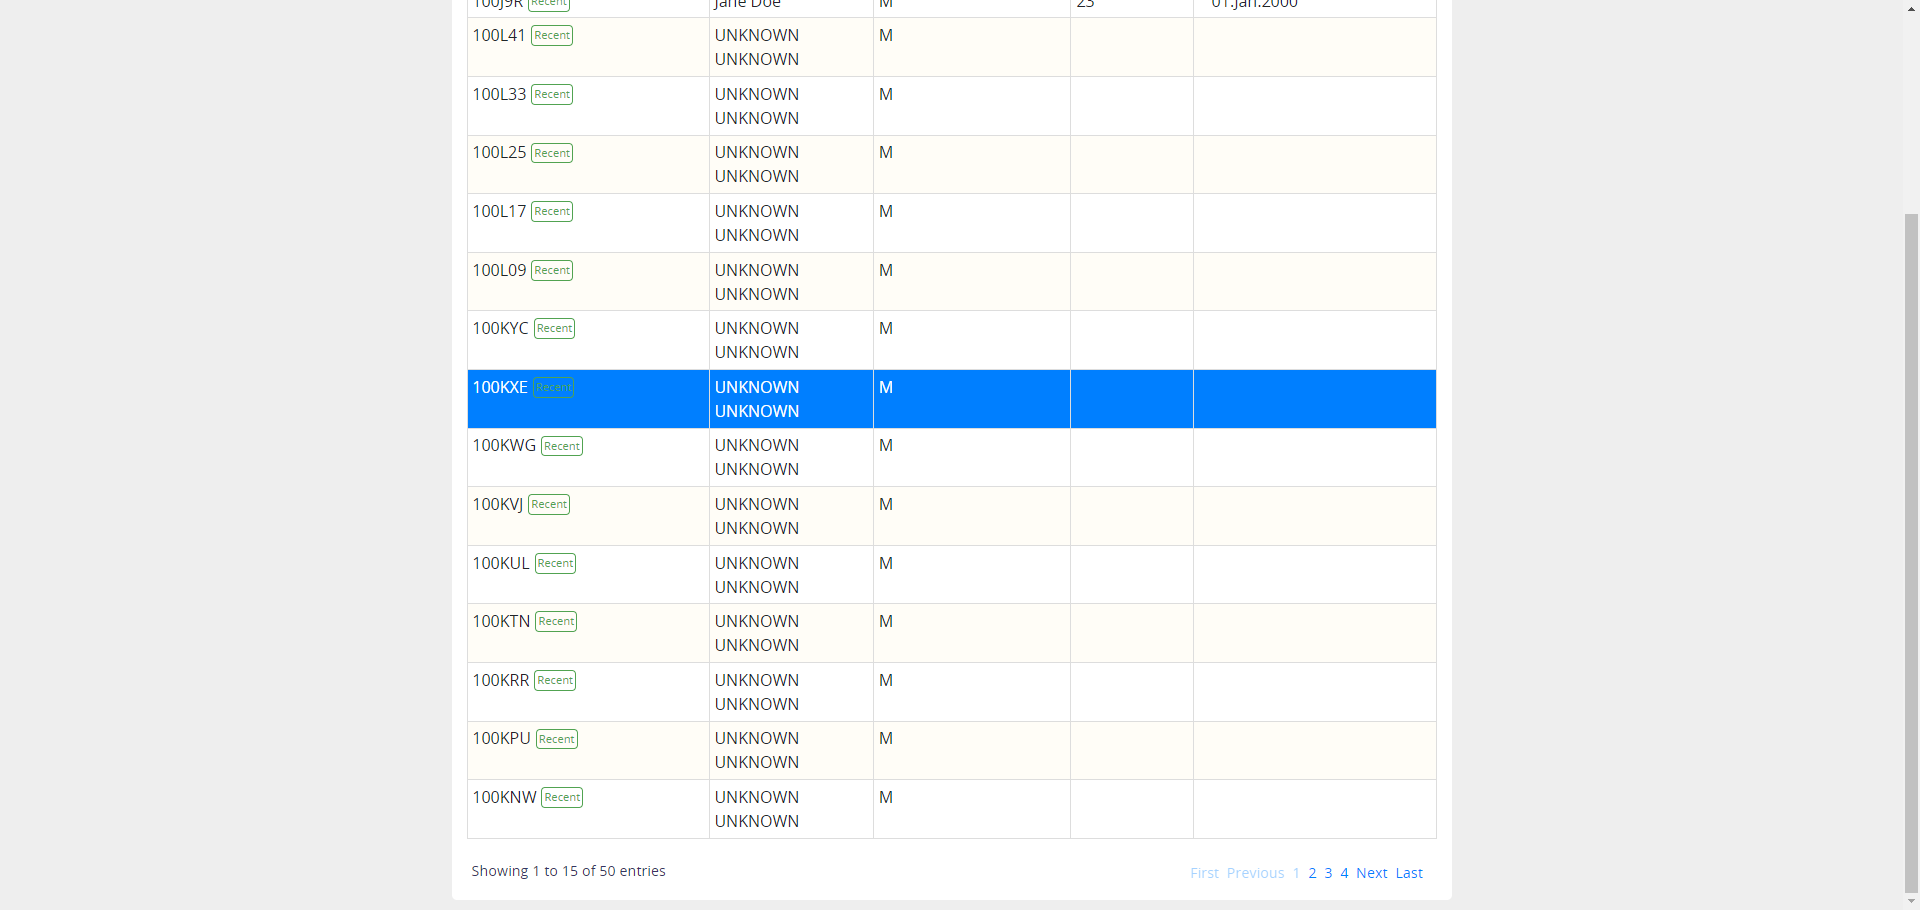 100J9R Recent Jane Doe M 23 01.Jan.2000
100L41 Recent UNKNOWN M
UNKNOWN
100L33 Recent UNKNOWN M
UNKNOWN
100L25 Recent UNKNOWN M
UNKNOWN
100L17 Recent UNKNOWN M
UNKNOWN
100L09 Recent UNKNOWN M
UNKNOWN
100KYC Recent UNKNOWN M
UNKNOWN
100KXE Recent UNKNOWN M
UNKNOWN
100KWG Recent UNKNOWN M
UNKNOWN
100KVJ Recent UNKNOWN M
UNKNOWN
100KUL Recent UNKNOWN M
UNKNOWN
100KTN Recent UNKNOWN M
UNKNOWN
100KRR Recent UNKNOWN M
UNKNOWN
100KPU Recent UNKNOWN M
UNKNOWN
100KNW Recent UNKNOWN M
UNKNOWN
Showing 1 to 15 of 50 entries First Previous 1 2 3 4 Next Last